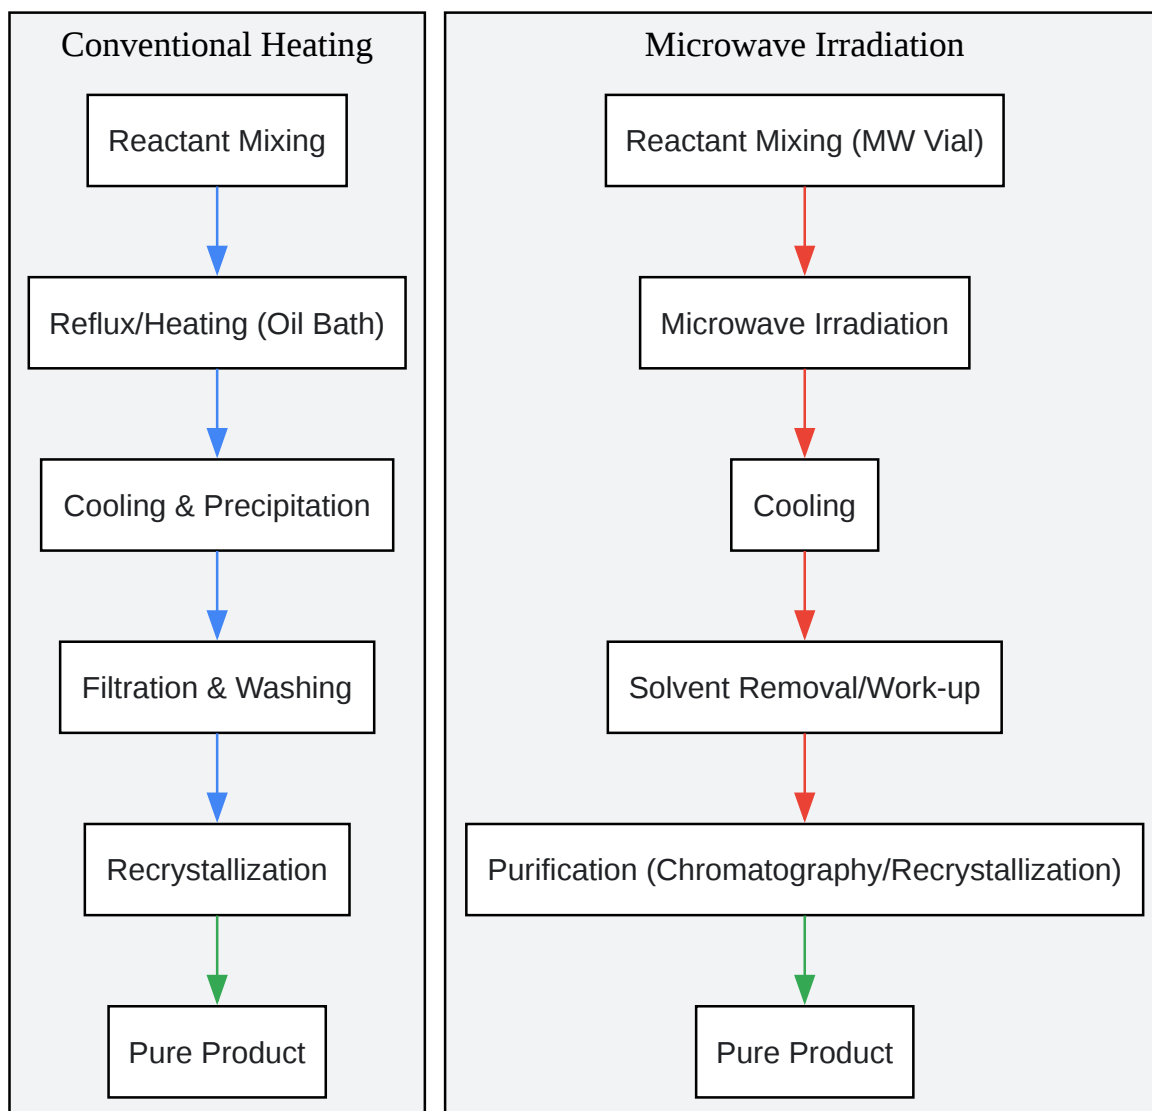 Conventional Heating
Reactant Mixing
Reflux/Heating (Oil Bath)
Cooling & Precipitation
Filtration & Washing
Recrystallization
Pure Product
Microwave Irradiation
Reactant Mixing (MW Vial)
Microwave Irradiation
Cooling
Solvent Removal/Work-up
Purification (Chromatography/Recrystallization)
Pure Product